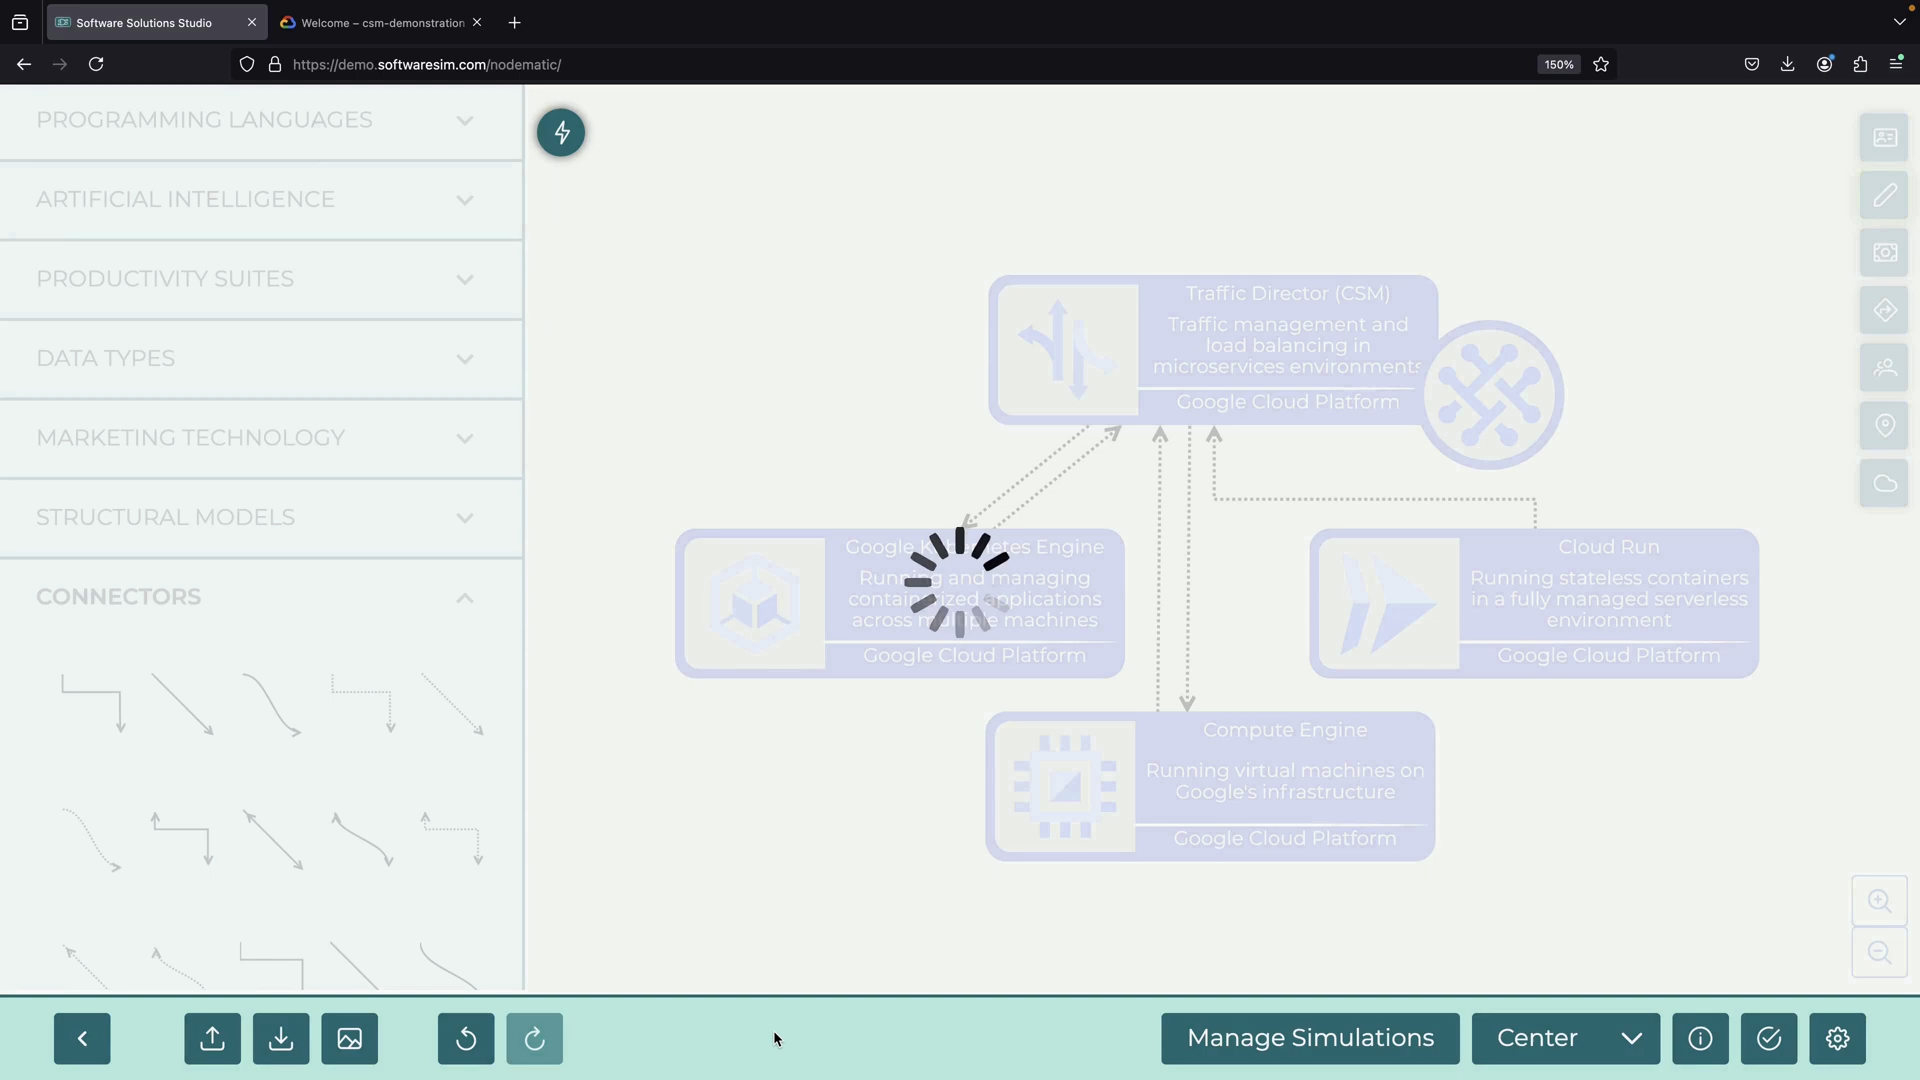 Software Solutions Studio
Welcome – csm-demonstration
https://demo.softwaresim.com/nodematic/
150%
PROGRAMMING LANGUAGES
ARTIFICIAL INTELLIGENCE
PRODUCTIVITY SUITES
DATA TYPES
MARKETING TECHNOLOGY
STRUCTURAL MODELS
CONNECTORS
Traffic Director (CSM)
Traffic management and
load balancing in
microservices environments
Google Cloud Platform
Google Kubernetes Engine
Running and managing
containerized applications
across multiple machines
Google Cloud Platform
Cloud Run
Running stateless containers
in a fully managed serverless
environment
Google Cloud Platform
Compute Engine
Running virtual machines on
Google's infrastructure
Google Cloud Platform
Manage Simulations
Center